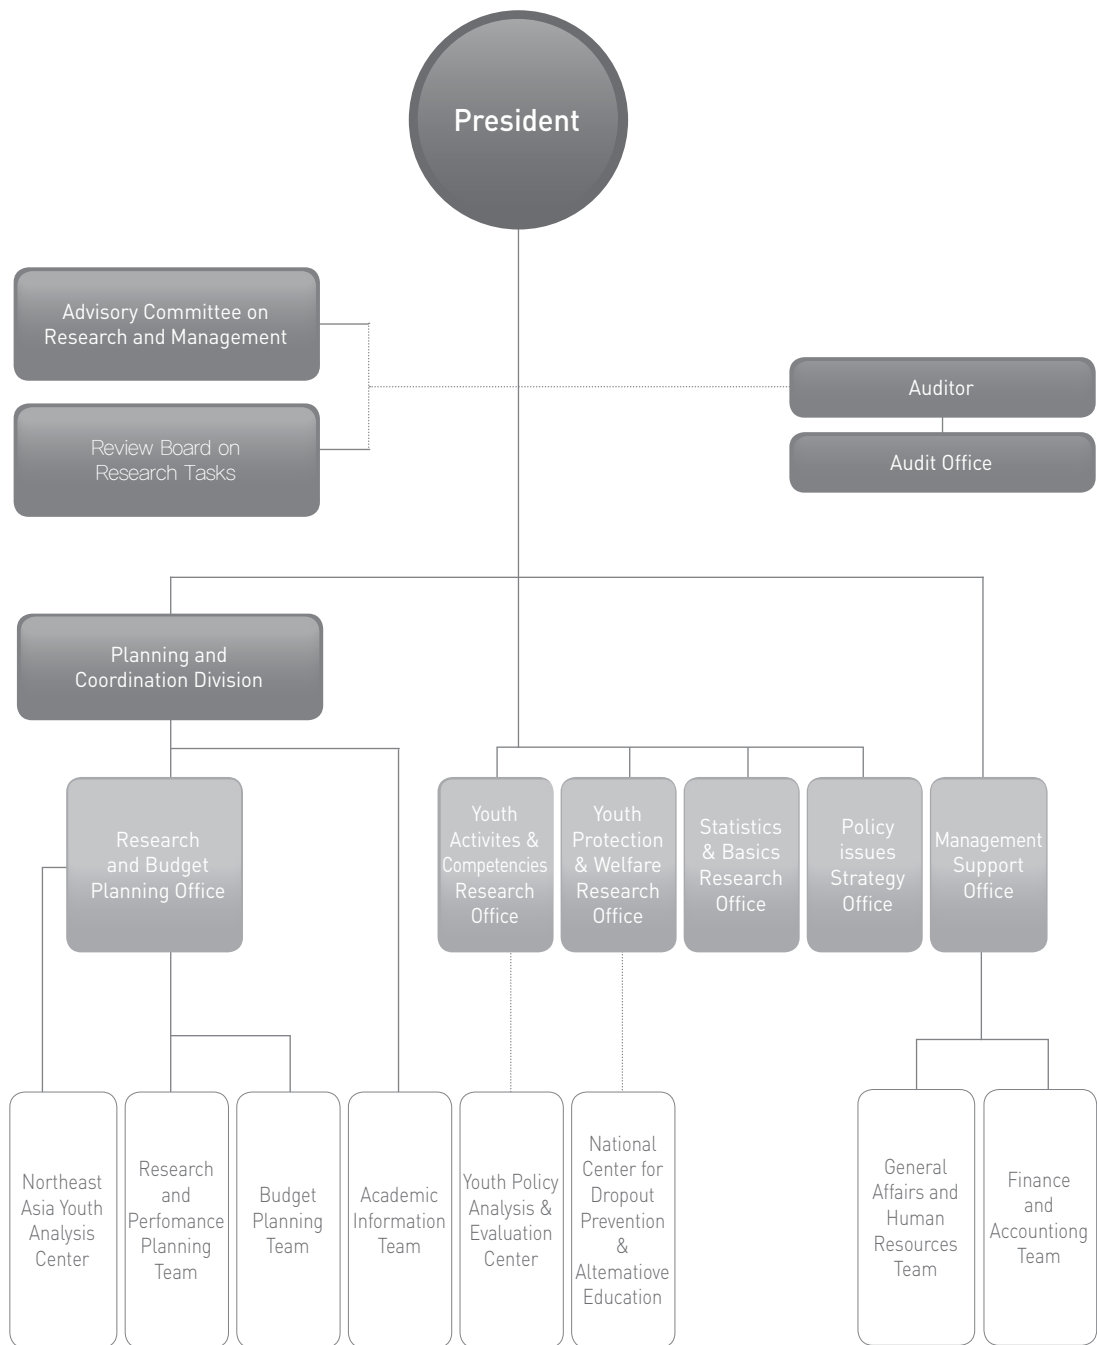 President
Advisory Committee on
Research and Management
Review Board on
Research Tasks
Auditor
Audit Office
Planning and
Coordination Division
Research
and Budget
Planning Office
Youth
Activites &
Competencies
Research
Office
Youth
Protection
& Welfare
Research
Office
Statistics
& Basics
Research
Office
Policy
issues
Strategy
Office
Management
Support
Office
Northeast
Asia Youth
Analysis
Center
Research
and
Perfomance
Planning
Team
Budget
Planning
Team
Academic
Information
Team
Youth Policy
Analysis &
Evaluation
Center
National
Center for
Dropout
Prevention
&
Altematiove
Education
General
Affairs and
Human
Resources
Team
Finance
and
Accountiong
Team